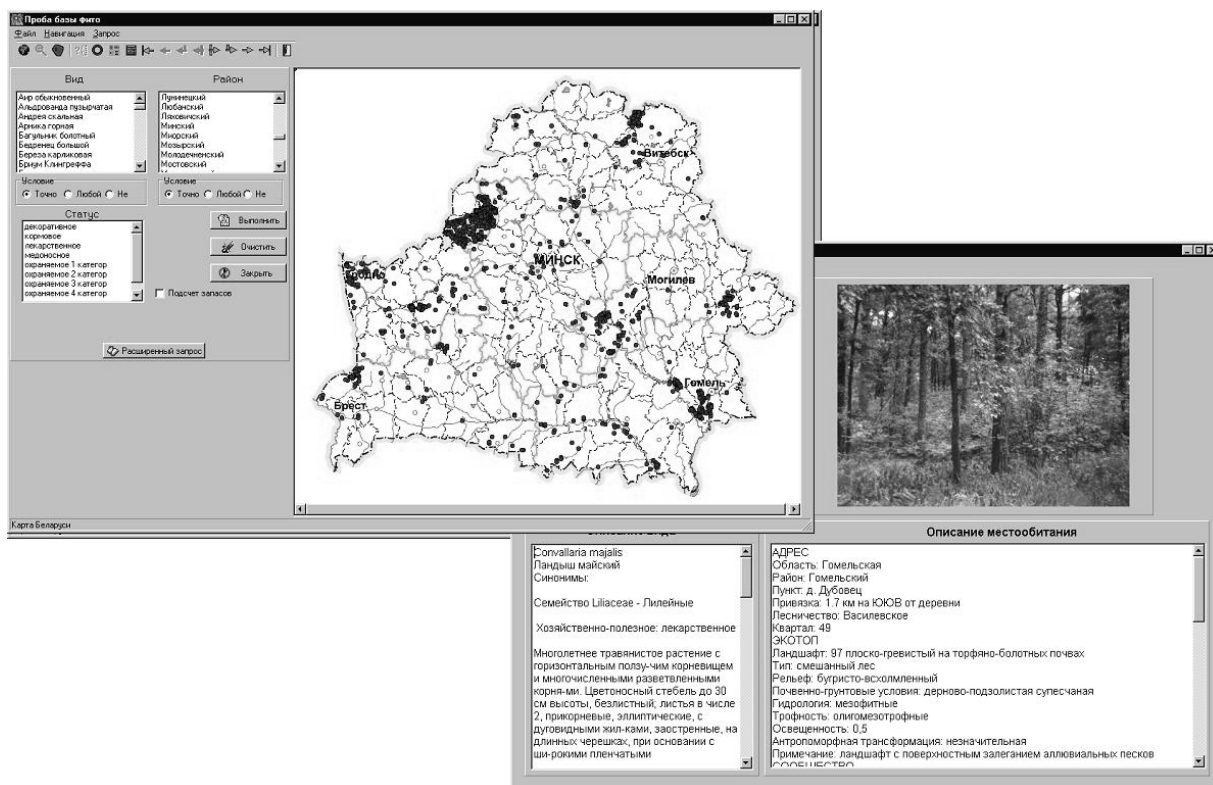 Проба базы фито
Файл Навигация Запрос
Вид
Район
Аир обыкновенный
Альдрованда пузырчатая
Андрея скальная
Арника горная
Багульник болотный
Бедренец большой
Береза карликовая
Бриум Клингреффа
Лунинецкий
Любанский
Ляховичский
Минский
Миорский
Мозырский
Молодечненский
Мостовский
Условие
Точно Любой Не
Условие
Точно Любой Не
Статус
декоративное
кормовое
лекарственное
медоносное
охраняемое 1 категор
охраняемое 2 категор
охраняемое 3 категор
охраняемое 4 категор
Выполнить
Очистить
Закрыть
Подсчет запасов
Расширенный запрос
Витебск
МИНСК
Гродно
Могилев
Гомель
Брест
Карта Беларуси
Описание вида
Convallaria majalis
Ландыш майский
Синонимы:
Семейство Liliaceae - Лилейные
Хозяйственно-полезное: лекарственное
Многолетнее травянистое растение с
горизонтальным ползу-чим корневищем
и многочисленными разветвленными
корня-ми. Цветоносный стебель до 30
см высоты, безлистный; листья в числе
2, прикорневые, эллиптические, с
дуговидными жил-ками, заостренные, на
длинных черешках, при основании с
ши-рокими пленчатыми
Описание местообитания
АДРЕС
Область: Гомельская
Район: Гомельский
Пункт: д. Дубовец
Привязка: 1.7 км на ЮЮВ от деревни
Лесничество: Василевское
Квартал: 49
ЭКОТОП
Ландшафт: 97 плоско-гревистый на торфяно-болотных почвах
Тип: смешанный лес
Рельеф: бугристо-всхолмленный
Почвенно-грунтовые условия: дерново-подзолистая супесчаная
Гидрология: мезофитные
Трофность: олигомезотрофные
Освещенность: 0,5
Антропоморфная трансформация: незначительная
Примечание: ландшафт с поверхностным залеганием аллювиальных песков
СООБЩЕСТВО